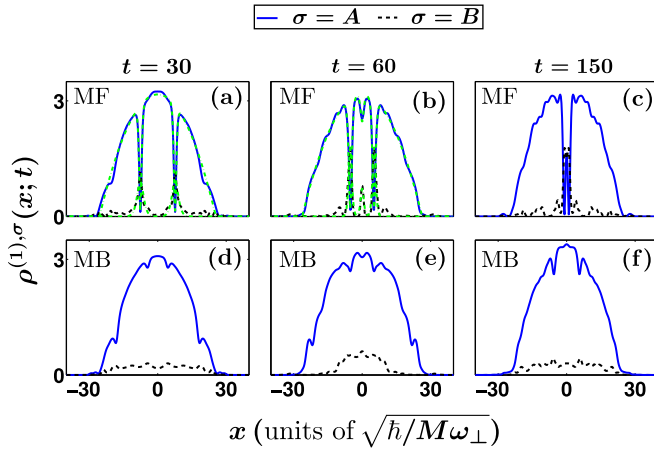 σ = A σ = B
t = 30 t = 60 t = 150
MF (a) MF (b) MF (c)
3
0
MB (d) MB (e) MB (f)
3
0
−30 0 30 −30 0 30 −30 0 30
ρ^{(1),σ}(x; t)
x (units of √ħ/Mω⊥)